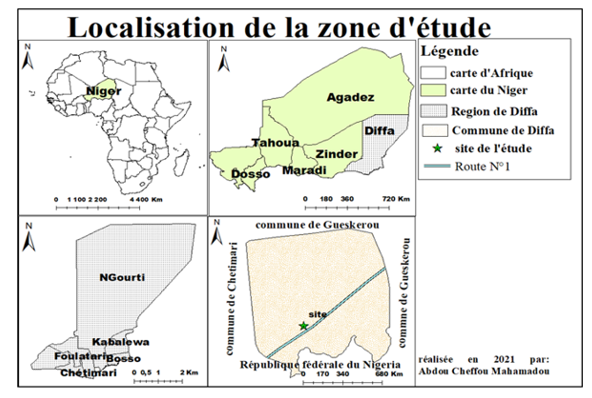 Localisation de la zone d'étude
N
Niger
0 1 100 2 200 4 400 Km
N
Agadez
Diffa
Tahoua
Zinder
Maradi
Dosso
0 180 360 720 Km
Légende
carte d'Afrique
carte du Niger
Region de Diffa
Commune de Diffa
site de l'étude
Route N°1
N
NGourti
Kabalewa
Foulatarie
Bosso
Chétimari
0 0,5 1 2 Km
N
commune de Gueskerou
commune de Chetimari
commune de Gueskerou
site
République fédérale du Nigeria
0 170 340 680 Km
réalisée en 2021 par:
Abdou Cheffou Mahamadou